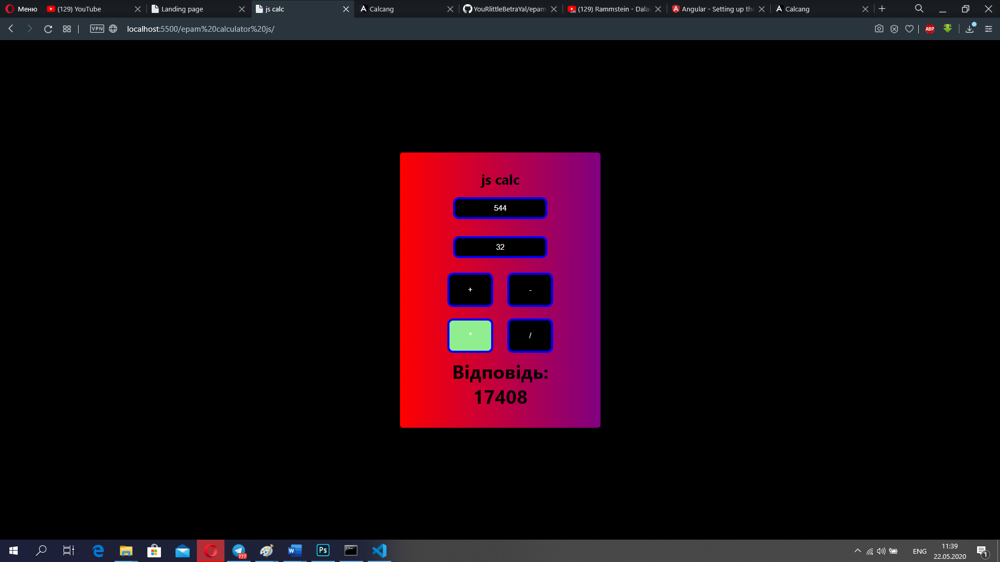 Меню
(129) YouTube
Landing page
js calc
Calcang
YouRlittleBetraYal/epam
(129) Rammstein - Dalai
Angular - Setting up the
Calcang
VPN
localhost:5500/epam%20calculator%20js/
ABP
js calc
544
32
+
-
*
/
Відповідь:
17408
777
W
Ps
ENG
11:39
22.05.2020
1